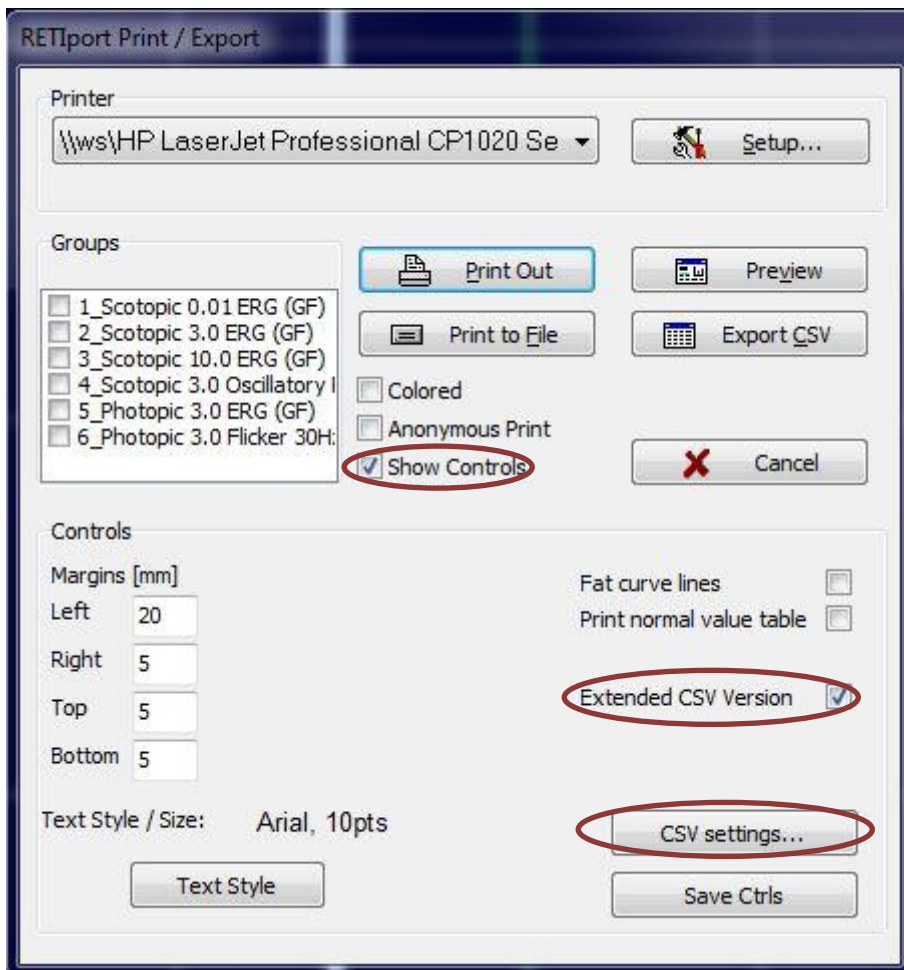 RETIport Print / Export
Printer
\\ws\HP LaserJet Professional CP1020 Se
Setup...
Groups
1_Scotopic 0.01 ERG (GF)
2_Scotopic 3.0 ERG (GF)
3_Scotopic 10.0 ERG (GF)
4_Scotopic 3.0 Oscillatory
5_Photopic 3.0 ERG (GF)
6_Photopic 3.0 Flicker 30Hz
Print Out
Preview
Print to File
Export CSV
Colored
Anonymous Print
Show Controls
Cancel
Controls
Margins [mm]
Left 20
Right 5
Top 5
Bottom 5
Fat curve lines
Print normal value table
Extended CSV Version
Text Style / Size: Arial, 10pts
CSV settings...
Text Style
Save Ctrls